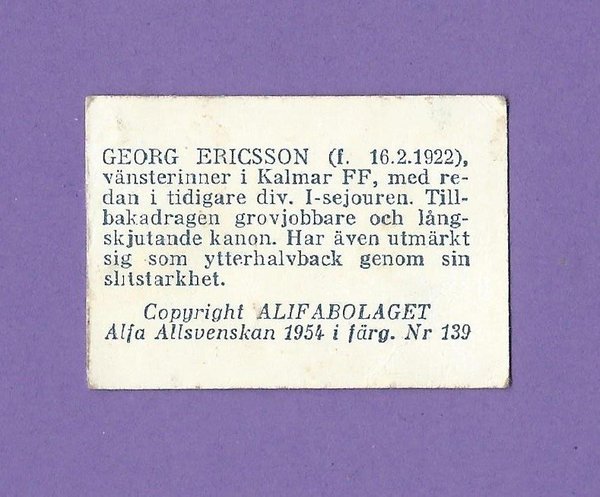 GEORG ERICSSON (f. 16.2.1922),
vänsterinner i Kalmar FF, med re-
dan i tidigare div. I-sejouren. Till-
bakadragen grovjobbare och lång-
skjutande kanon. Har även utmärkt
sig som ytterhalvback genom sin
slitstarkhet.
Copyright ALIFABOLAGET
Alfa Allsvenskan 1954 i färg. Nr 139